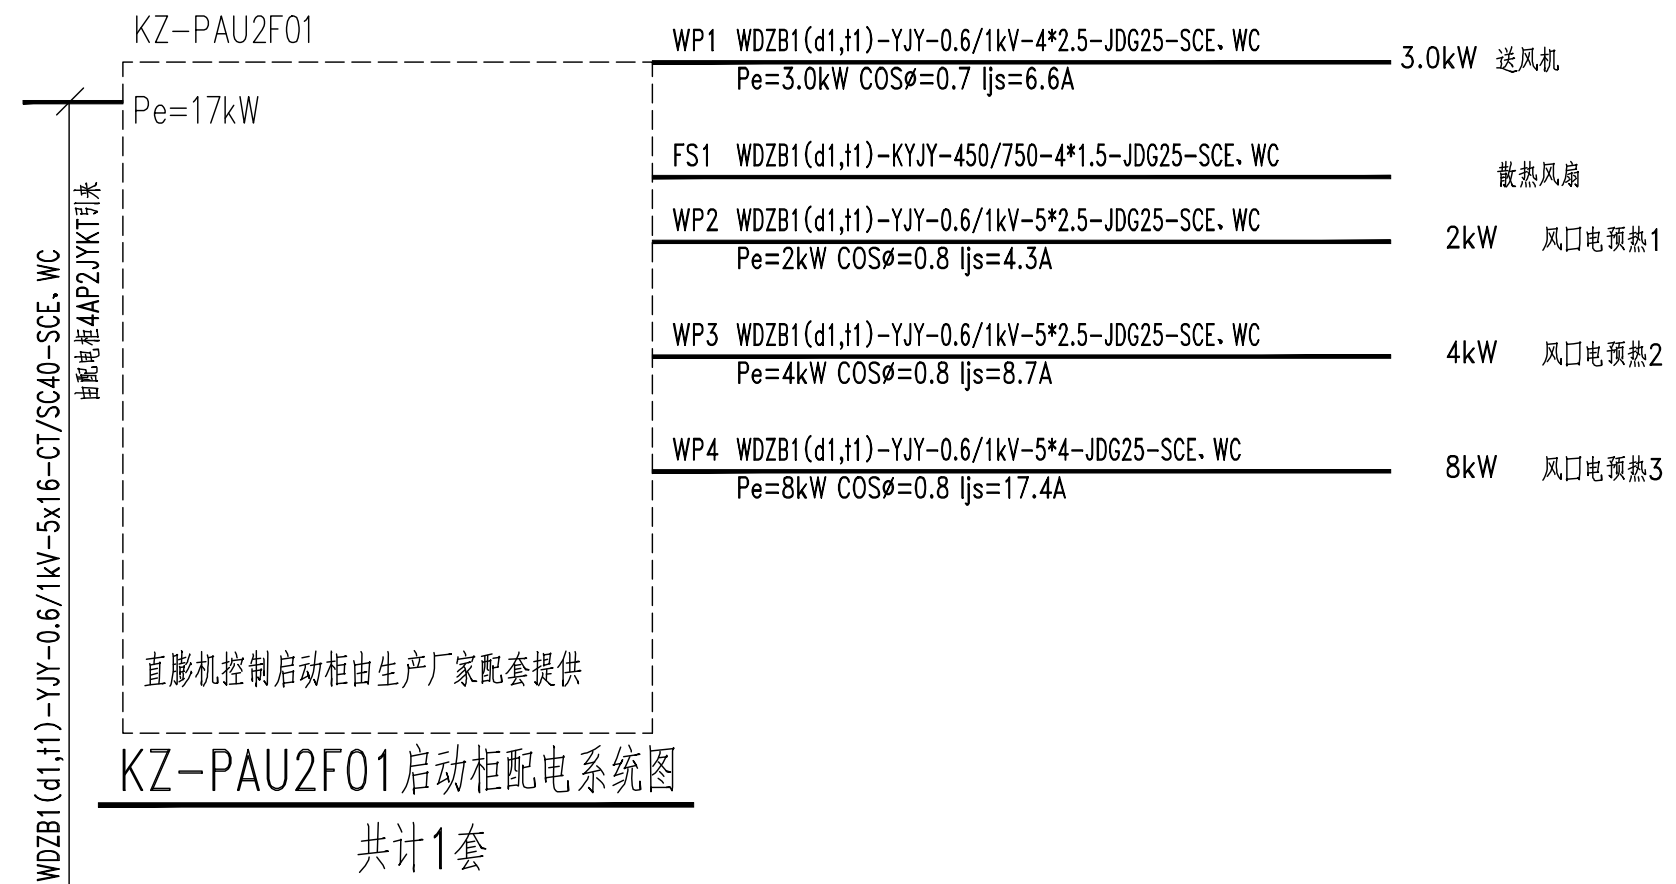 KZ-PAU2F01
Pe=17kW
WDZB1(d1,t1)-YJY-0.6/1kV-5x16-CT/SC40-SCE、WC
由配电柜4AP2JYKT引来
WP1 WDZB1(d1,t1)-YJY-0.6/1kV-4*2.5-JDG25-SCE、WC
Pe=3.0kW COSø=0.7 Ijs=6.6A
3.0kW 送风机
FS1 WDZB1(d1,t1)-KYJY-450/750-4*1.5-JDG25-SCE、WC
散热风扇
WP2 WDZB1(d1,t1)-YJY-0.6/1kV-5*2.5-JDG25-SCE、WC
Pe=2kW COSø=0.8 Ijs=4.3A
2kW 风口电预热1
WP3 WDZB1(d1,t1)-YJY-0.6/1kV-5*2.5-JDG25-SCE、WC
Pe=4kW COSø=0.8 Ijs=8.7A
4kW 风口电预热2
WP4 WDZB1(d1,t1)-YJY-0.6/1kV-5*4-JDG25-SCE、WC
Pe=8kW COSø=0.8 Ijs=17.4A
8kW 风口电预热3
直膨机控制启动柜由生产厂家配套提供
KZ-PAU2F01启动柜配电系统图
共计1套